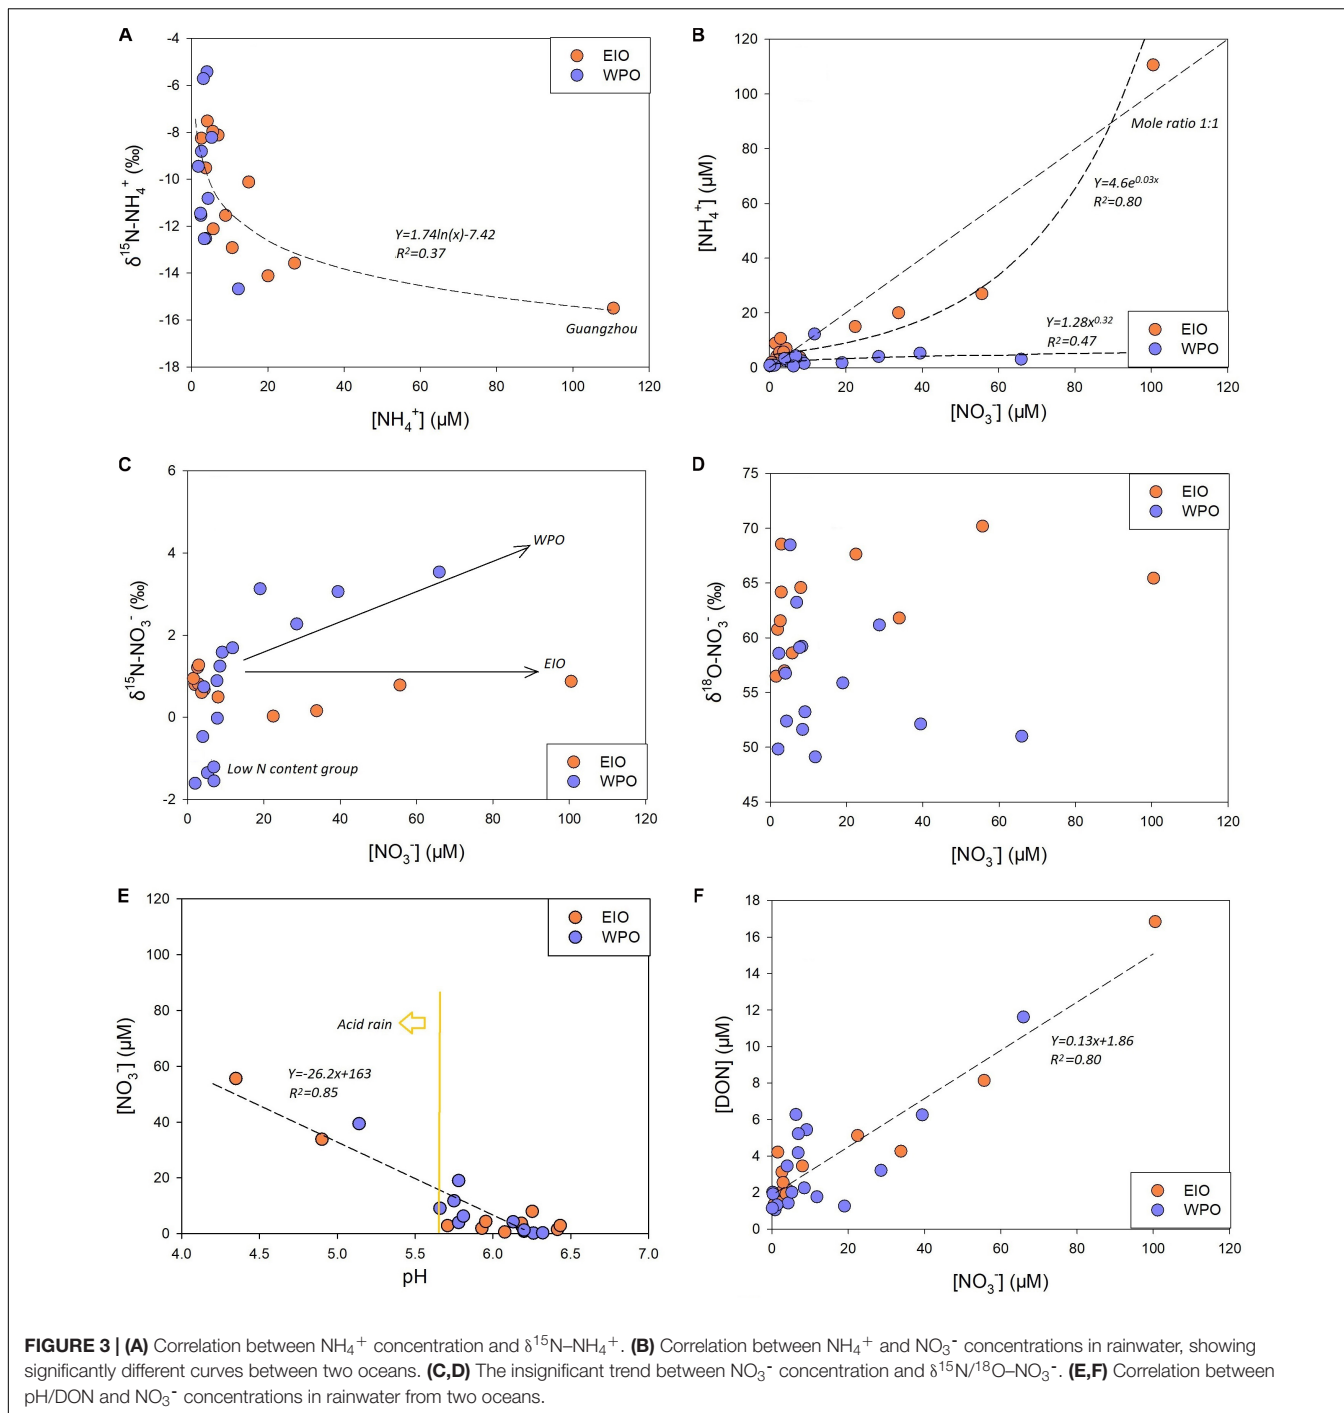 A
-4
-6
-8
-10
-12
-14
-16
-18
0
20
40
60
80
100
120
δ¹⁵N-NH₄⁺ (‰)
[NH₄⁺] (µM)
EIO
WPO
Y=1.74ln(x)-7.42
R²=0.37
Guangzhou
B
120
100
80
60
40
20
0
0
20
40
60
80
100
120
[NH₄⁺] (µM)
[NO₃⁻] (µM)
Mole ratio 1:1
Y=4.6e⁰·⁰³ˣ
R²=0.80
Y=1.28x⁰·³²
R²=0.47
EIO
WPO
C
6
4
2
0
-2
0
20
40
60
80
100
120
δ¹⁵N-NO₃⁻ (‰)
[NO₃⁻] (µM)
WPO
EIO
Low N content group
EIO
WPO
D
75
70
65
60
55
50
45
0
20
40
60
80
100
120
δ¹⁸O-NO₃⁻ (‰)
[NO₃⁻] (µM)
EIO
WPO
E
120
100
80
60
40
20
0
4.0
4.5
5.0
5.5
6.0
6.5
7.0
[NO₃⁻] (µM)
pH
EIO
WPO
Acid rain
Y=-26.2x+163
R²=0.85
F
18
16
14
12
10
8
6
4
2
0
0
20
40
60
80
100
120
[DON] (µM)
[NO₃⁻] (µM)
Y=0.13x+1.86
R²=0.80
EIO
WPO
FIGURE 3 | (A) Correlation between NH₄⁺ concentration and δ¹⁵N–NH₄⁺. (B) Correlation between NH₄⁺ and NO₃⁻ concentrations in rainwater, showing
significantly different curves between two oceans. (C,D) The insignificant trend between NO₃⁻ concentration and δ¹⁵N/¹⁸O–NO₃⁻. (E,F) Correlation between
pH/DON and NO₃⁻ concentrations in rainwater from two oceans.